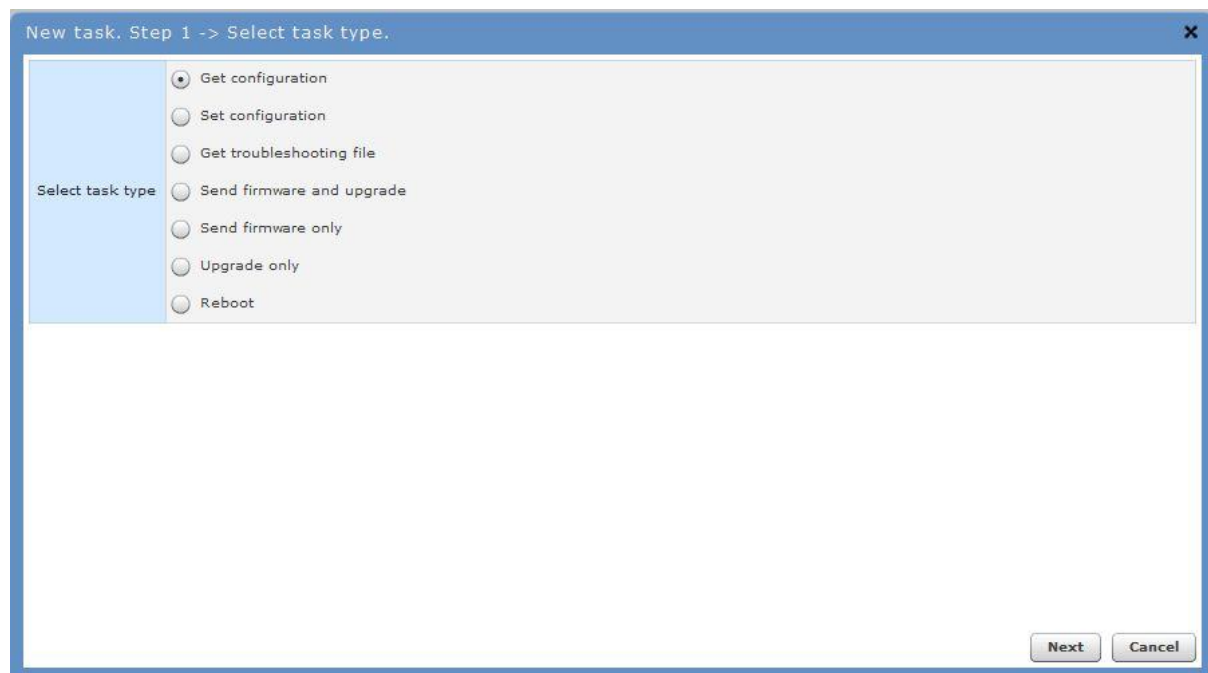 New task. Step 1 -> Select task type.
Select task type
Get configuration
Set configuration
Get troubleshooting file
Send firmware and upgrade
Send firmware only
Upgrade only
Reboot
Next Cancel